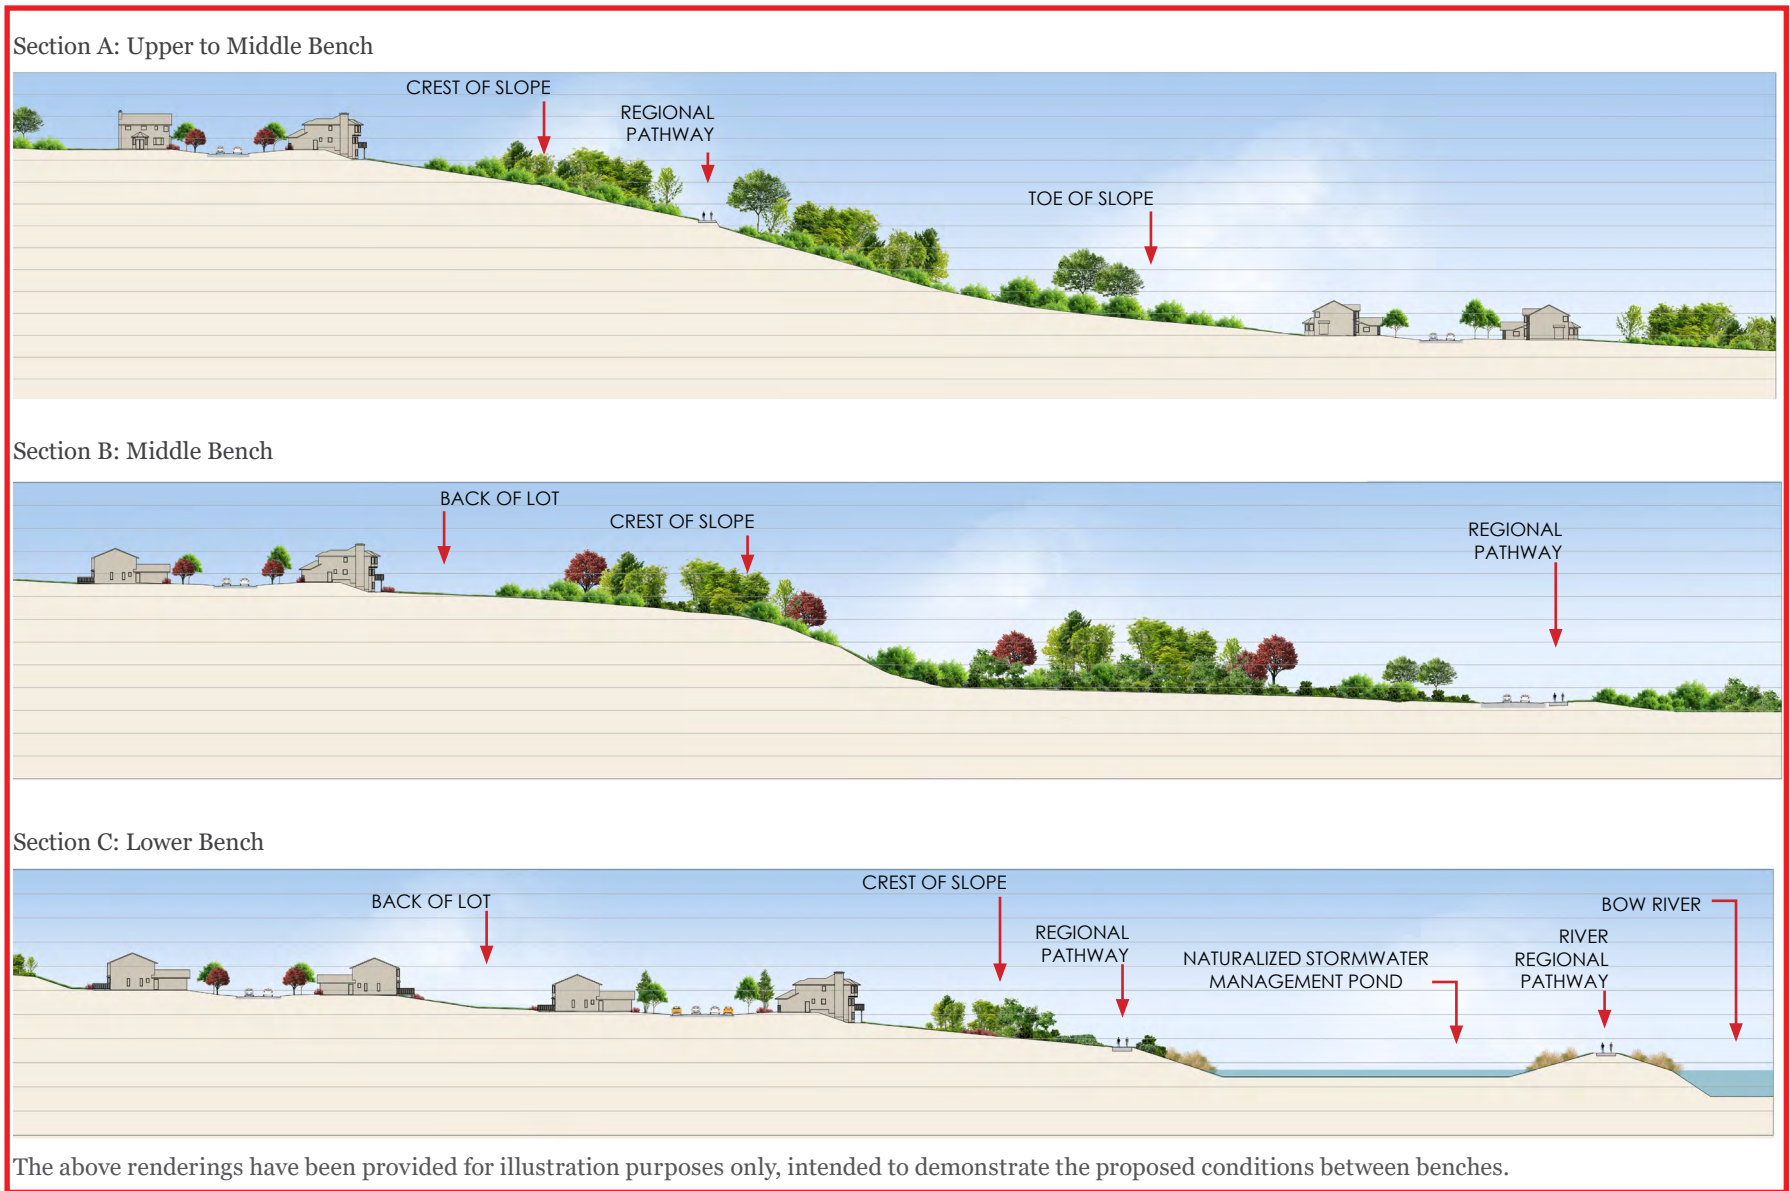 Section A: Upper to Middle Bench
CREST OF SLOPE
REGIONAL
PATHWAY
TOE OF SLOPE
Section B: Middle Bench
BACK OF LOT
CREST OF SLOPE
REGIONAL
PATHWAY
Section C: Lower Bench
BACK OF LOT
CREST OF SLOPE
REGIONAL
PATHWAY
NATURALIZED STORMWATER
MANAGEMENT POND
RIVER
REGIONAL
PATHWAY
BOW RIVER
The above renderings have been provided for illustration purposes only, intended to demonstrate the proposed conditions between benches.